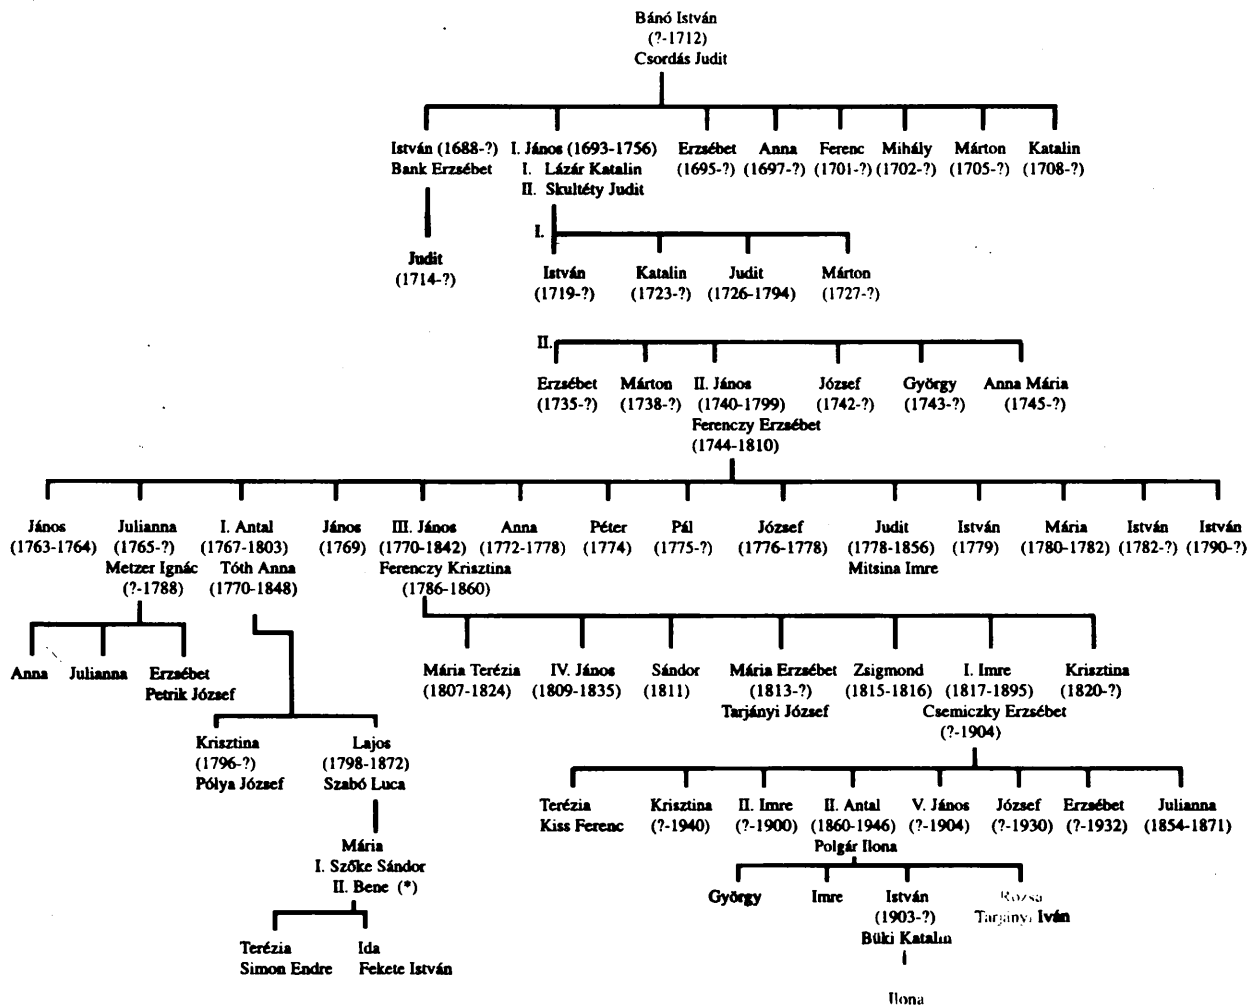 Bánó István
(?-1712)
Csordás Judit
István (1688-?) I. János (1693-1756) Erzsébet Anna Ferenc Mihály Márton Katalin
Bank Erzsébet I. Lázár Katalin (1695-?) (1697-?) (1701-?) (1702-?) (1705-?) (1708-?)
II. Skultéty Judit
I.
Judit
(1714-?)
István Katalin Judit Márton
(1719-?) (1723-?) (1726-1794) (1727-?)
II.
Erzsébet Márton II. János József György Anna Mária
(1735-?) (1738-?) (1740-1799) (1742-?) (1743-?) (1745-?)
Ferenczy Erzsébet
(1744-1810)
János Julianna I. Antal János III. János Anna Péter Pál József Judit István Mária István István
(1763-1764) (1765-?) (1767-1803) (1769) (1770-1842) (1772-1778) (1774) (1775-?) (1776-1778) (1778-1856) (1779) (1780-1782) (1782-?) (1790-?)
Metzer Ignác Tóth Anna Ferenczy Krisztina Mitsina Imre
(?-1788) (1770-1848) (1786-1860)
Anna Julianna Erzsébet
Petrik József
Mária Terézia IV. János Sándor Mária Erzsébet Zsigmond I. Imre Krisztina
(1807-1824) (1809-1835) (1811) (1813-?) (1815-1816) (1817-1895) (1820-?)
Tarjányi József Csemiczky Erzsébet
(?-1904)
Krisztina Lajos
(1796-?) (1798-1872)
Pólya József Szabó Luca
Terézia Krisztina II. Imre II. Antal V. János József Erzsébet Julianna
Kiss Ferenc (?-1940) (?-1900) (1860-1946) (?-1904) (?-1930) (?-1932) (1854-1871)
Polgár Ilona
Mária
I. Szőke Sándor
II. Bene (*)
György Imre István Rózsa
(1903-?) Tarjányi Iván
Büki Katalin
Terézia Ida
Simon Endre Fekete István
Ilona